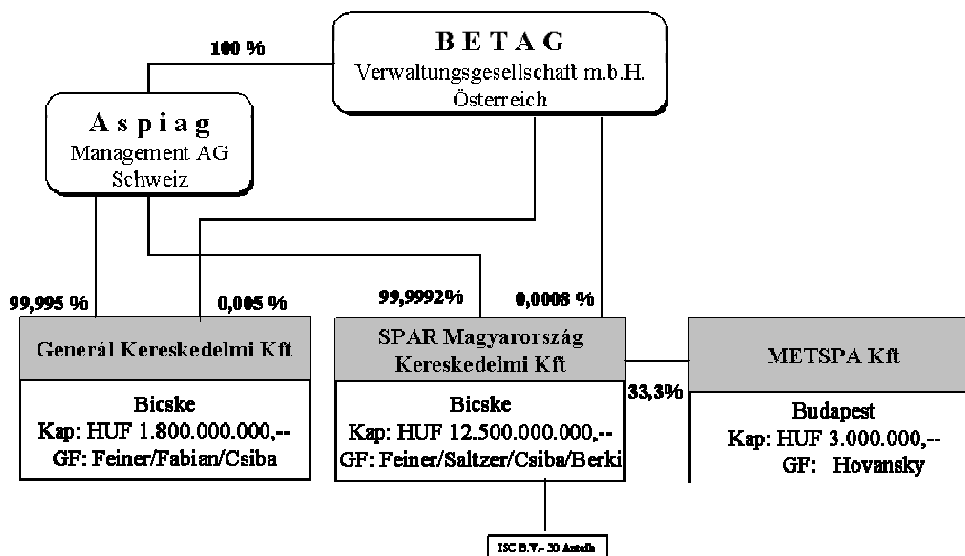 B E T A G
Verwaltungsgesellschaft m.b.H.
Österreich
100 %
A s p i a g
Management AG
Schweiz
99,995 %
0,005 %
99,9992%
0,0008 %
Generál Kereskedelmi Kft
SPAR Magyarország
Kereskedelmi Kft
METSPA Kft
33,3%
Bicske
Kap: HUF 1.800.000.000,--
GF: Feiner/Fabian/Csiba
Bicske
Kap: HUF 12.500.000.000,--
GF: Feiner/Saltzer/Csiba/Berki
Budapest
Kap: HUF 3.000.000,--
GF: Hovansky
ISC B.V.- 30